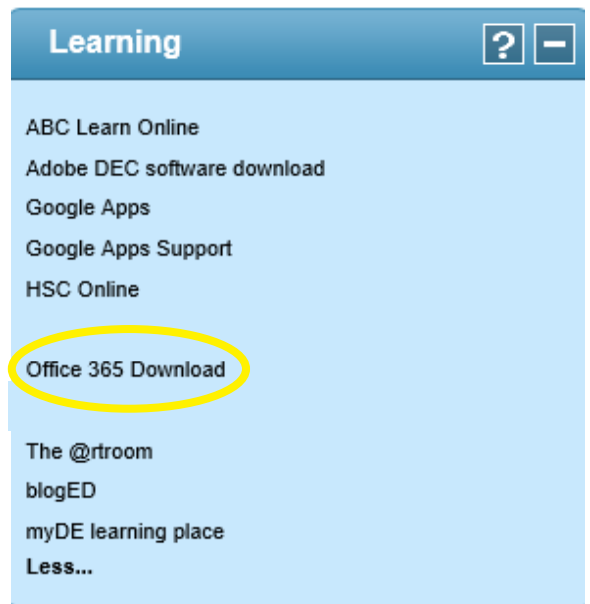 Learning
?
ABC Learn Online
Adobe DEC software download
Google Apps
Google Apps Support
HSC Online
Office 365 Download
The @rtroom
blogED
myDE learning place
Less...